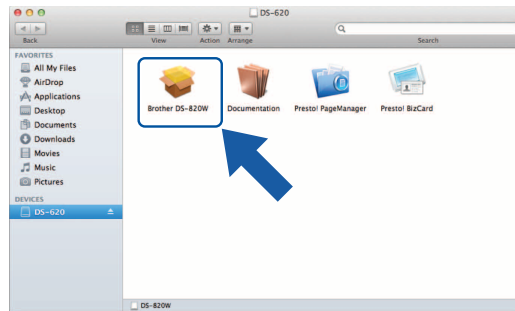 DS-620
Back
View
Action
Arrange
Search
FAVORITES
All My Files
AirDrop
Applications
Desktop
Documents
Downloads
Movies
Music
Pictures
DEVICES
DS-620
Brother DS-820W
Documentation
Presto! PageManager
Presto! BizCard
DS-820W